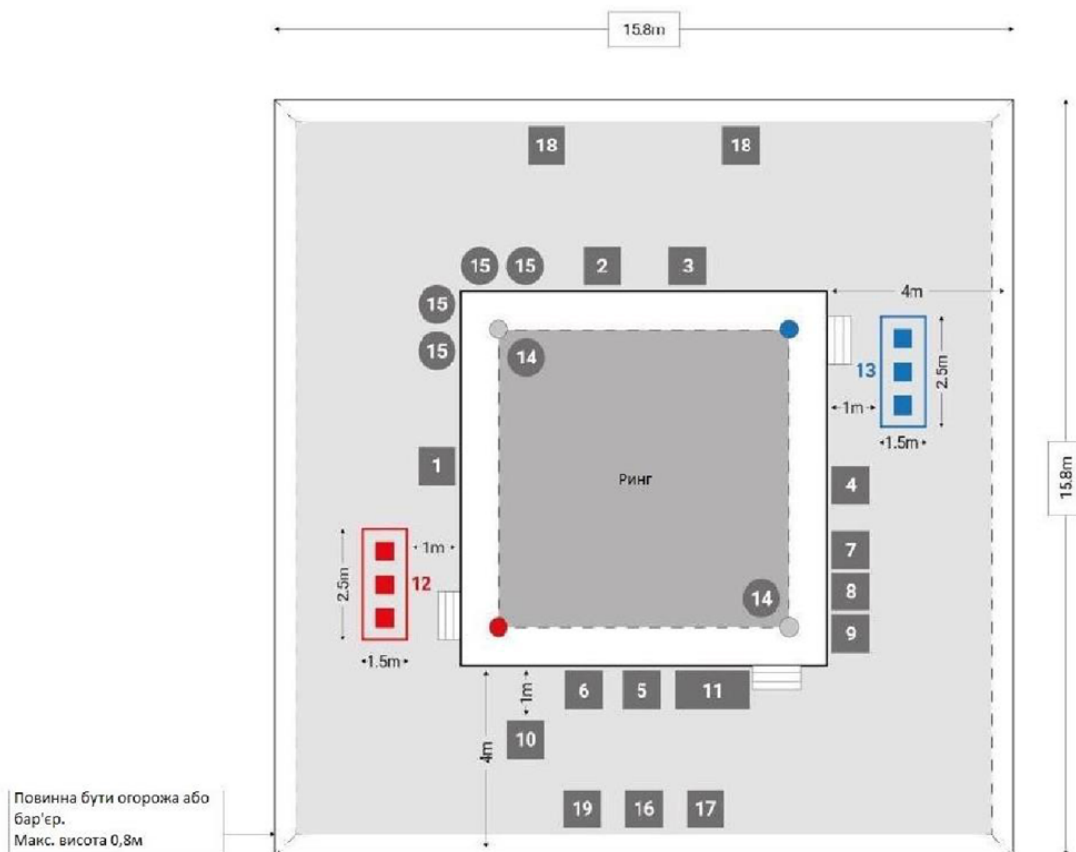 15.8m
18 18
15 15 2 3
15
4m
15
14
13
2.5m
1m
1.5m
1
Ринг
4
15.8m
7
1m
12
2.5m
8
14
9
1.5m
6 5 11
1m
10
4m
19 16 17
Повинна бути огорожа або
бар'єр.
Макс. висота 0,8м